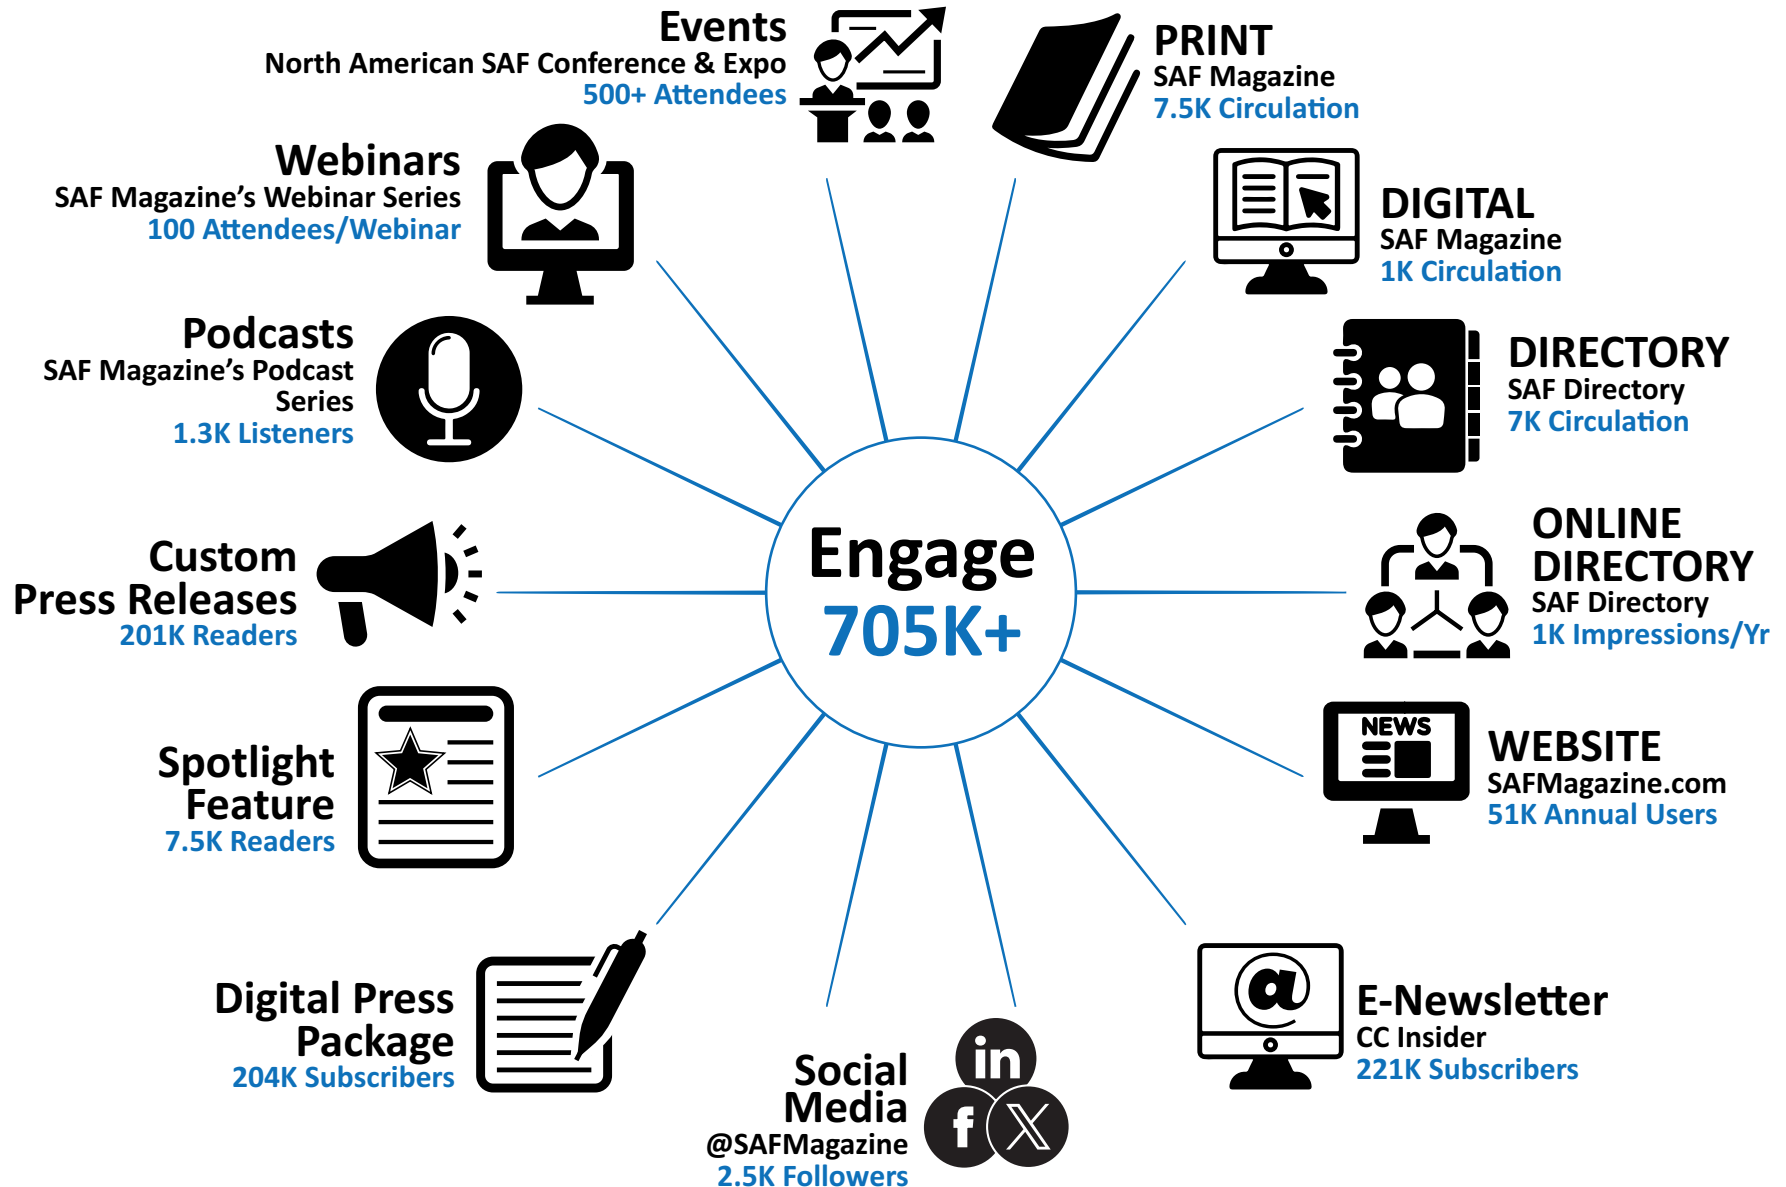 Events
North American SAF Conference & Expo
500+ Attendees
PRINT
SAF Magazine
7.5K Circulation
Webinars
SAF Magazine's Webinar Series
100 Attendees/Webinar
DIGITAL
SAF Magazine
1K Circulation
Podcasts
SAF Magazine's Podcast
Series
1.3K Listeners
DIRECTORY
SAF Directory
7K Circulation
Engage
705K+
Custom
Press Releases
201K Readers
ONLINE
DIRECTORY
SAF Directory
1K Impressions/Yr
Spotlight
Feature
7.5K Readers
NEWS
WEBSITE
SAFMagazine.com
51K Annual Users
Digital Press
Package
204K Subscribers
Social
Media
@SAFMagazine
2.5K Followers
in
f
X
@
E-Newsletter
CC Insider
221K Subscribers